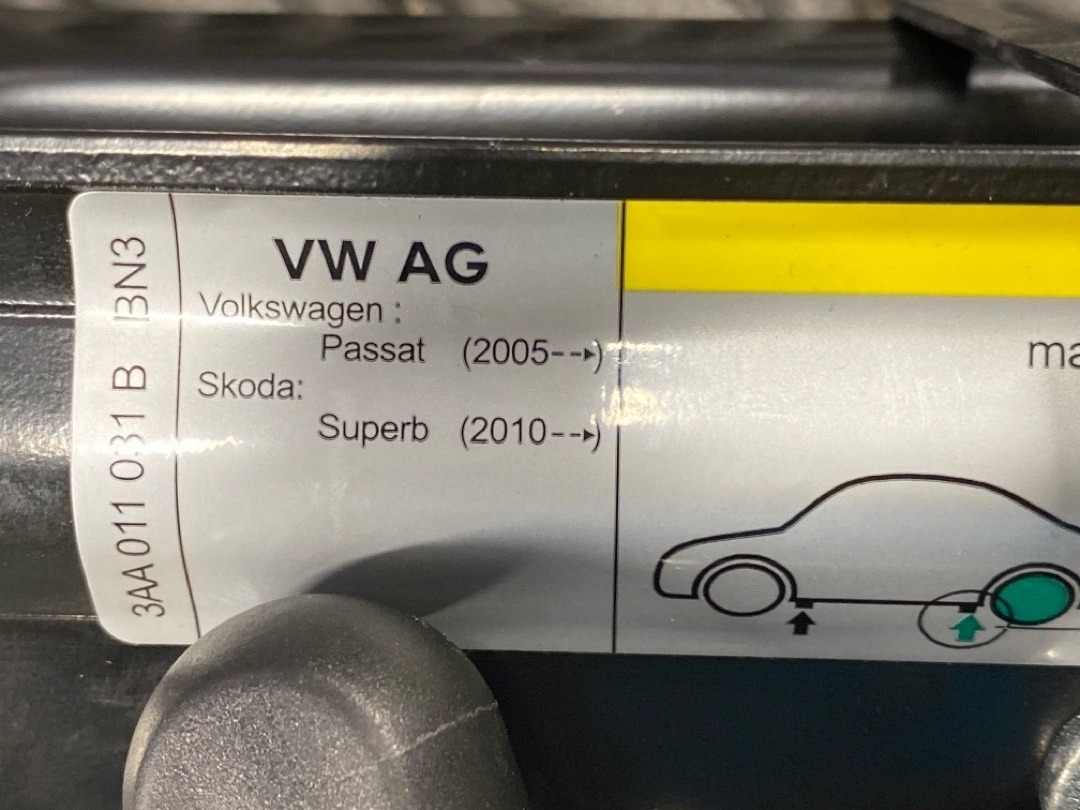 3AA 011 031 B BN3
VW AG
Volkswagen :
Passat (2005-->)
Skoda:
Superb (2010-->)